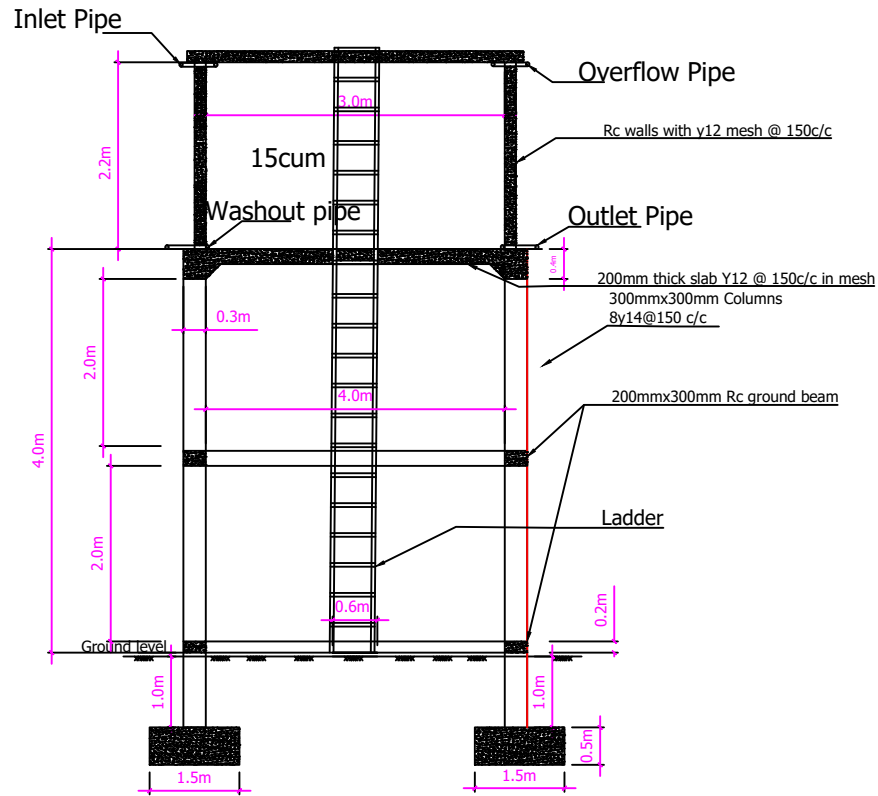 Inlet Pipe
Overflow Pipe
3.0m
Rc walls with y12 mesh @ 150c/c
2.2m
15cum
Washout pipe
Outlet Pipe
0.4m
200mm thick slab Y12 @ 150c/c in mesh
300mmx300mm Columns
8y14@150 c/c
0.3m
2.0m
4.0m
200mmx300mm Rc ground beam
4.0m
Ladder
2.0m
0.6m
0.2m
Ground level
1.0m
1.0m
0.5m
1.5m
1.5m